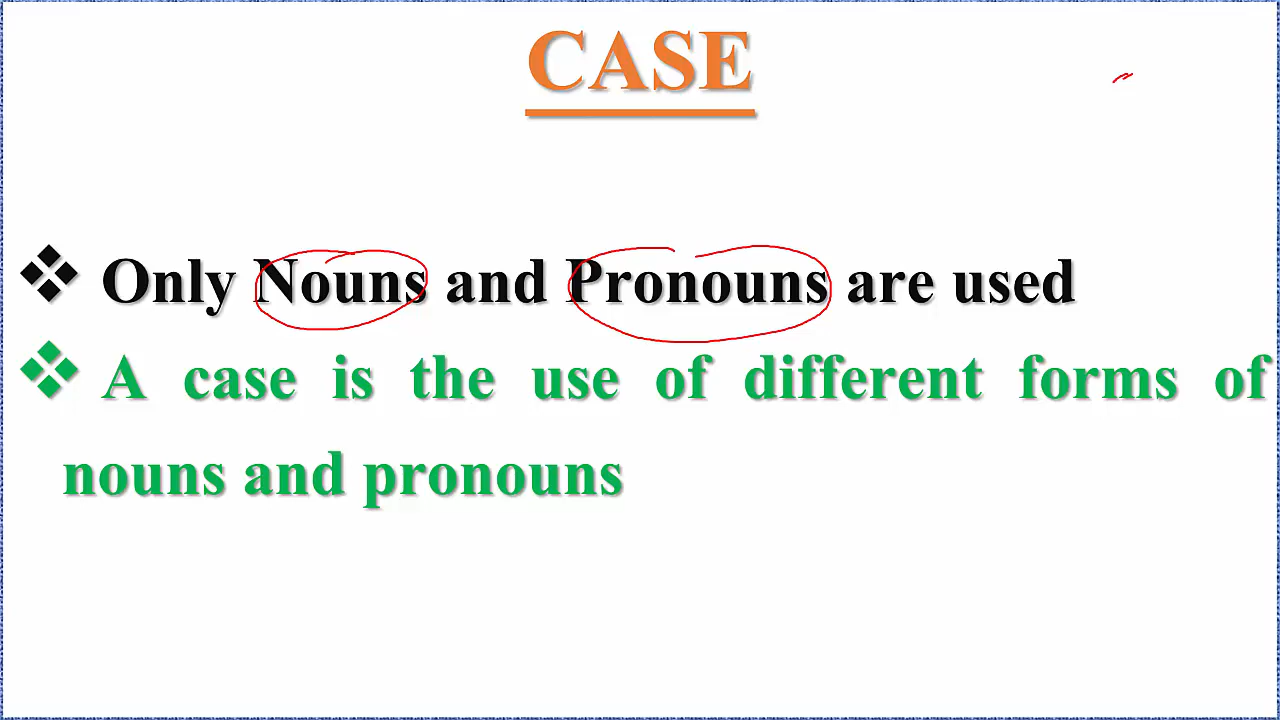 CASE
❖ Only Nouns and Pronouns are used
❖ A case is the use of different forms of
nouns and pronouns